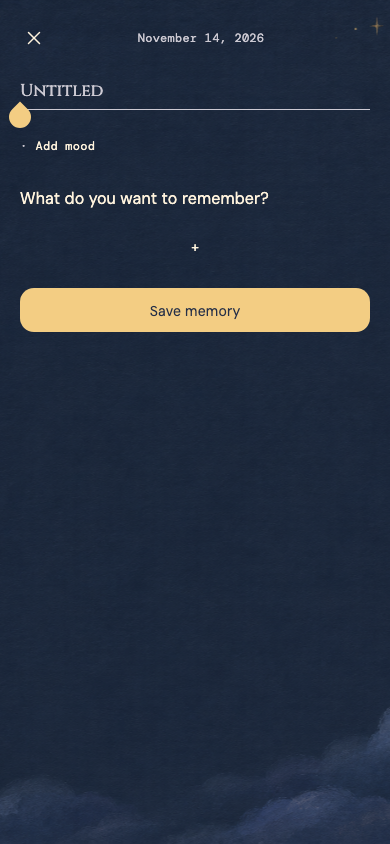 November 14, 2026
Untitled
· Add mood
What do you want to remember?
+
Save memory